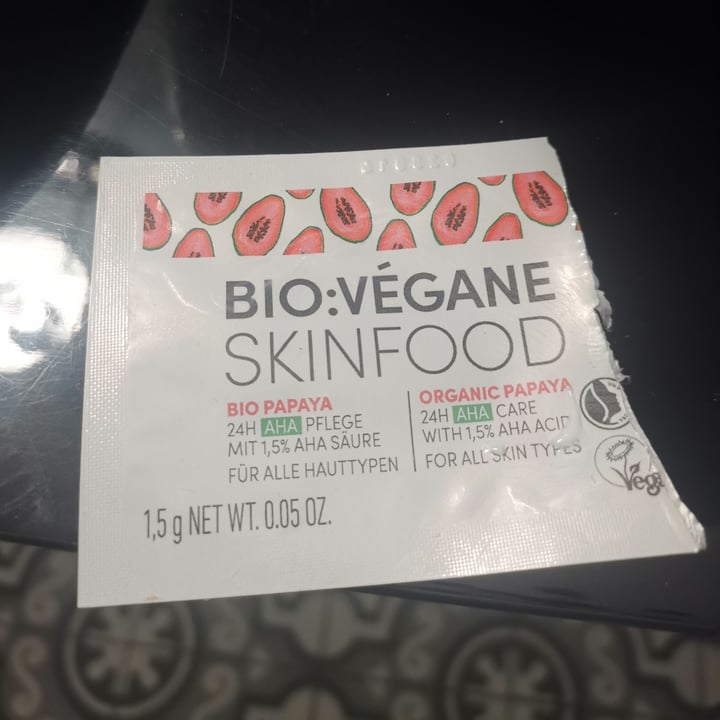 BIO:VÉGANE
SKINFOOD
BIO PAPAYA
24H AHA PFLEGE
MIT 1,5% AHA SÄURE
FÜR ALLE HAUTTYPEN
ORGANIC PAPAYA
24H AHA CARE
WITH 1,5% AHA ACID
FOR ALL SKIN TYPES
Vega
1,5 g NET WT. 0.05 OZ.